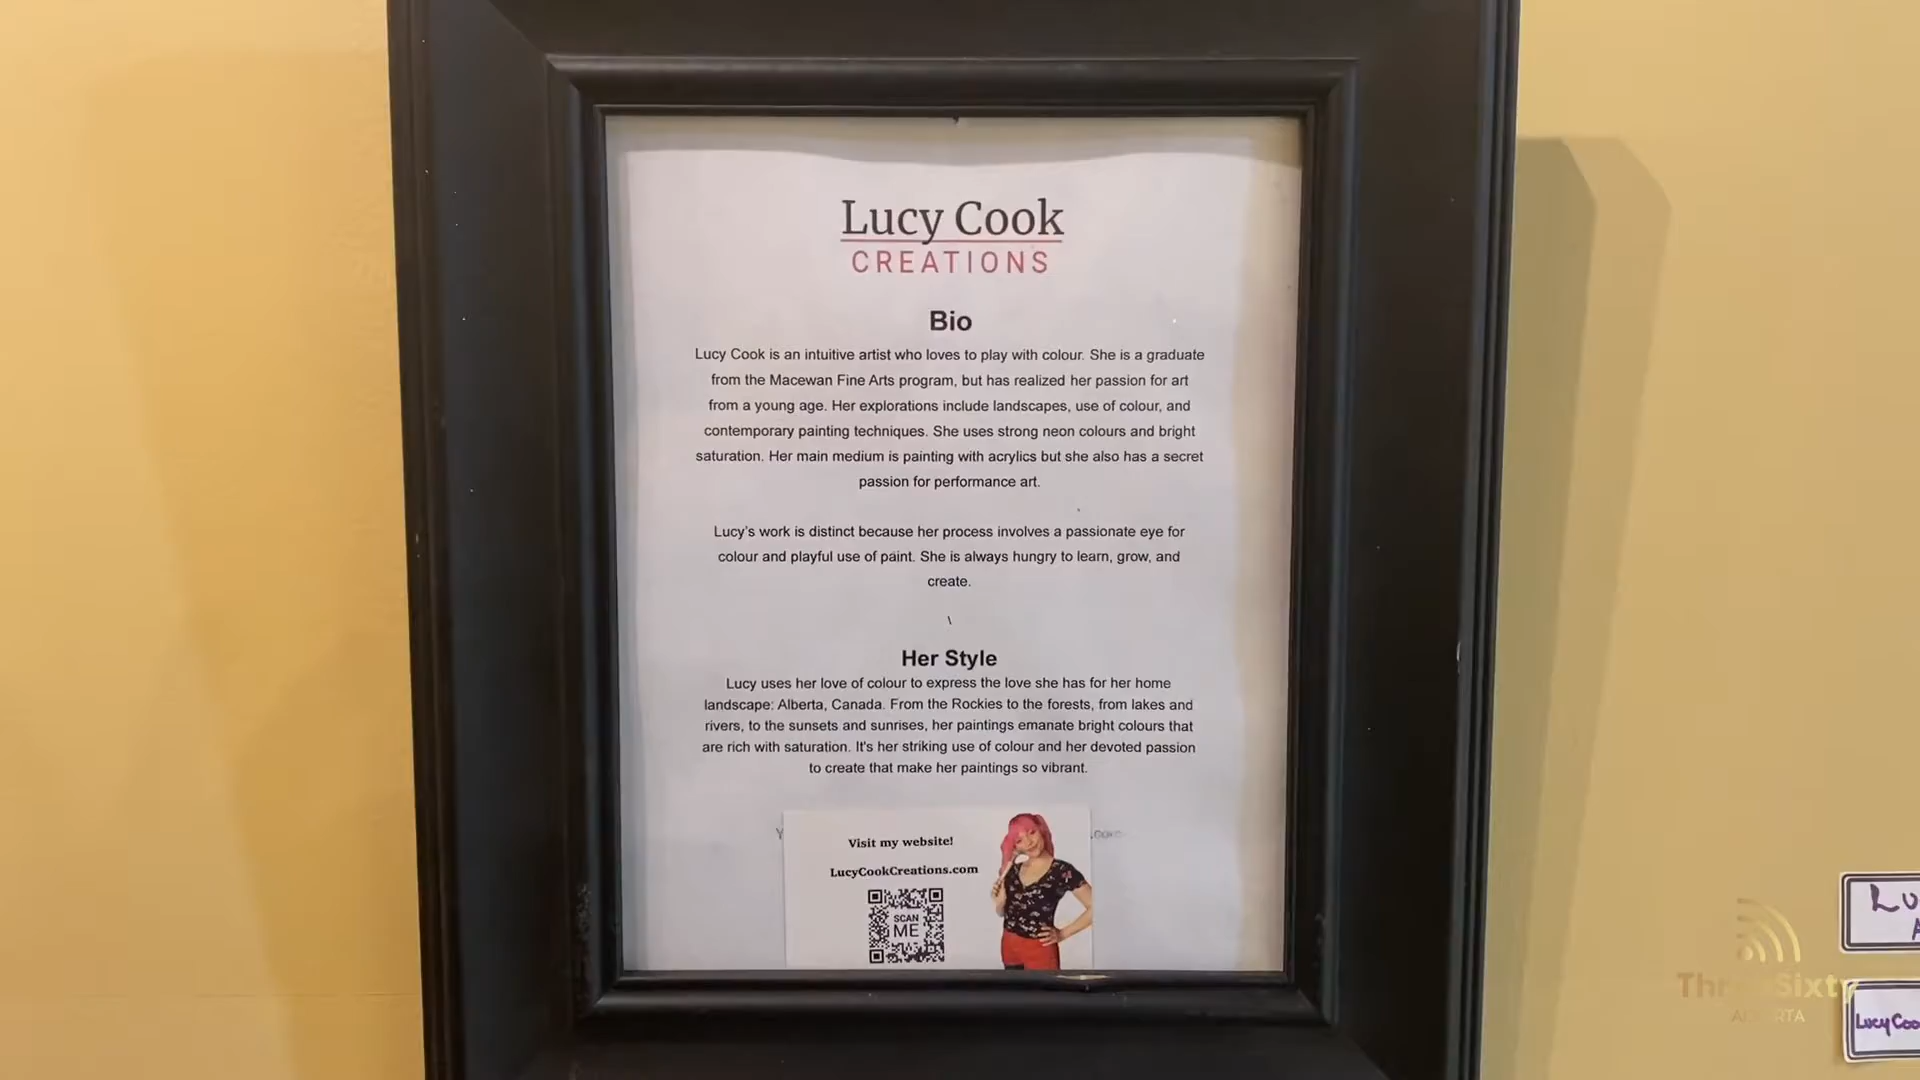 Lucy Cook
CREATIONS
Bio
Lucy Cook is an intuitive artist who loves to play with colour. She is a graduate
from the Macewan Fine Arts program, but has realized her passion for art
from a young age. Her explorations include landscapes, use of colour, and
contemporary painting techniques. She uses strong neon colours and bright
saturation. Her main medium is painting with acrylics but she also has a secret
passion for performance art.
Lucy's work is distinct because her process involves a passionate eye for
colour and playful use of paint. She is always hungry to learn, grow, and
create.
\
Her Style
Lucy uses her love of colour to express the love she has for her home
landscape: Alberta, Canada. From the Rockies to the forests, from lakes and
rivers, to the sunsets and sunrises, her paintings emanate bright colours that
are rich with saturation. It's her striking use of colour and her devoted passion
to create that make her paintings so vibrant.
Visit my website!
LucyCookCreations.com
SCAN
ME
Lu
A
ThreeSixty
ALBERTA
LucyCoo